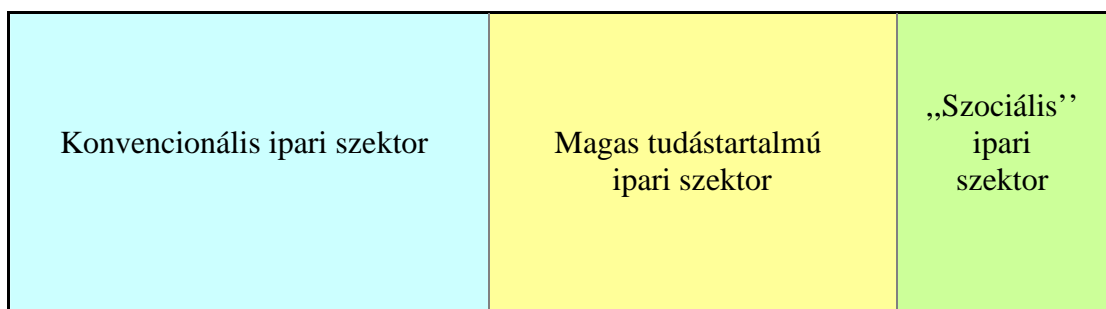 Konvencionális ipari szektor
Magas tudástartalmú
ipari szektor
,,Szociális’’
ipari
szektor